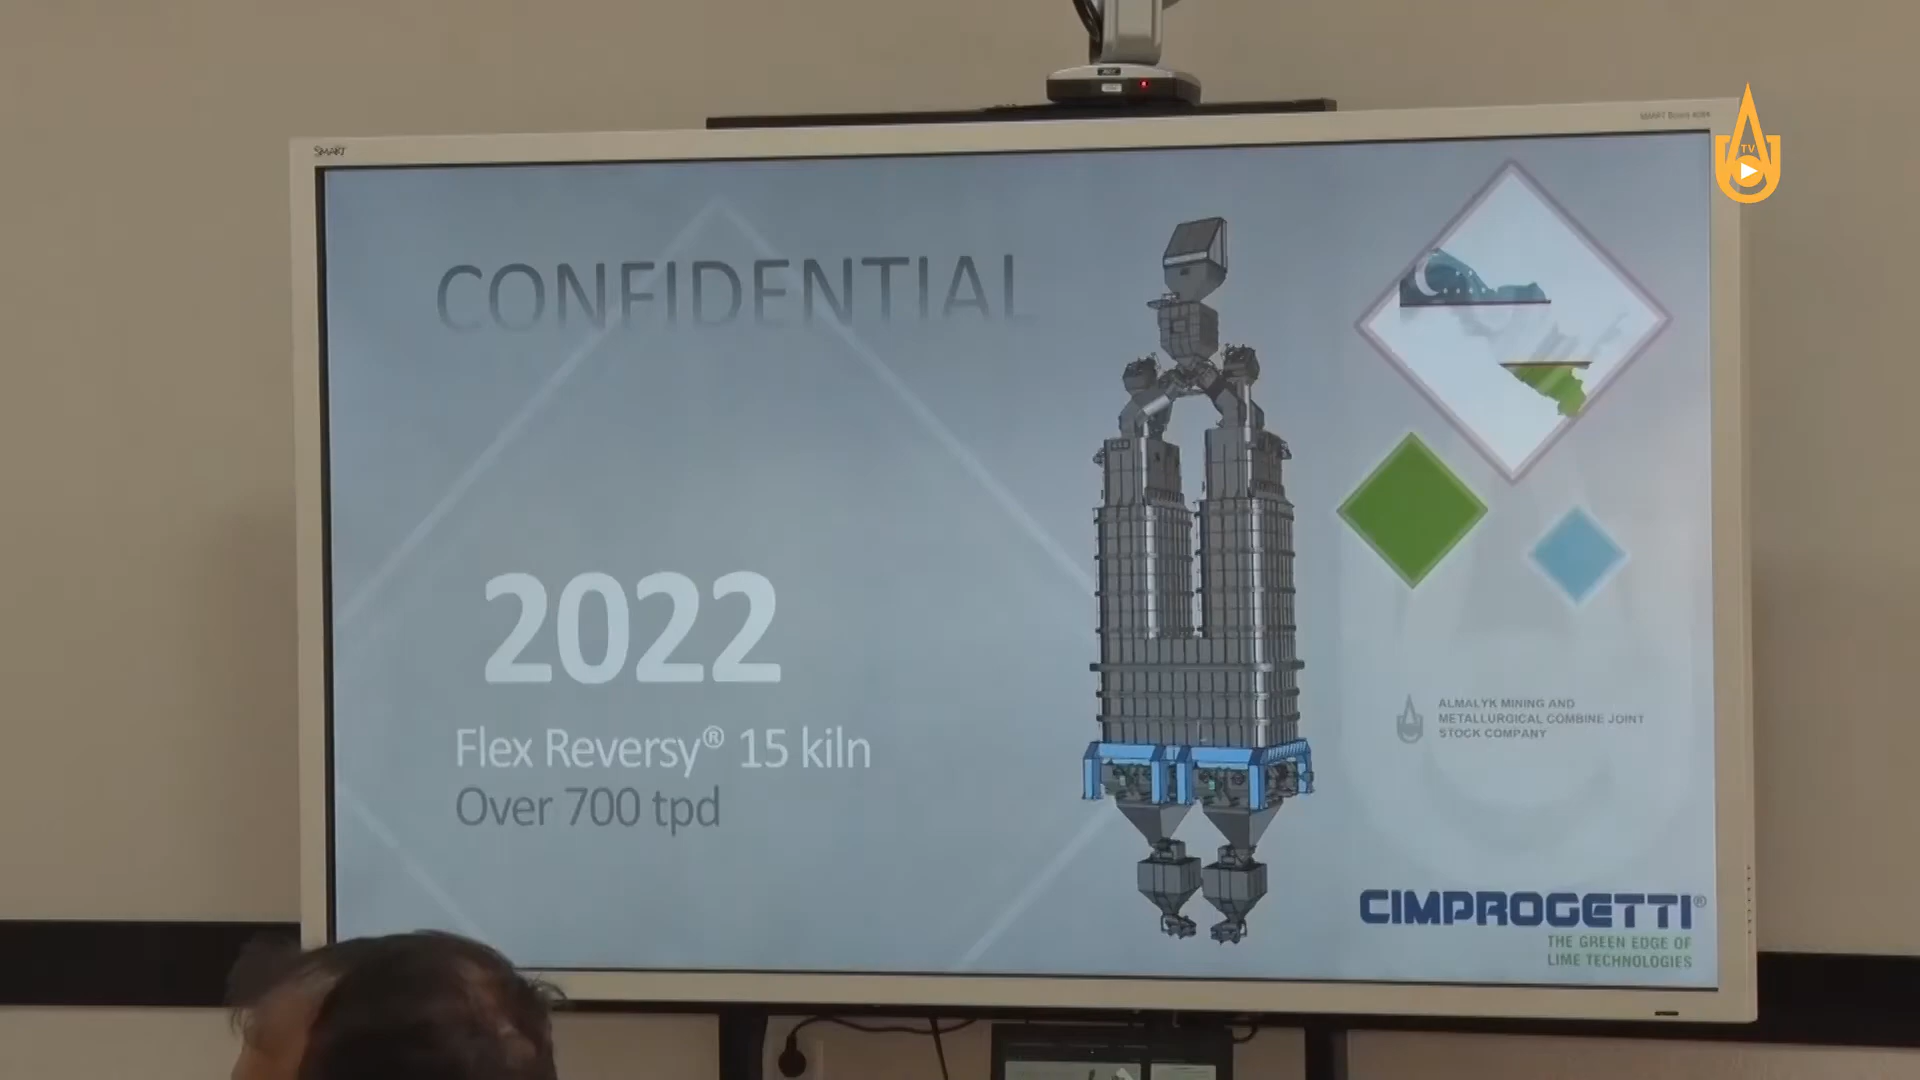 SMART
TV
CONFIDENTIAL
2022
Flex Reversy® 15 kiln
Over 700 tpd
ALMALYK MINING AND
METALLURGICAL COMBINE JOINT
STOCK COMPANY
CIMPROGETTI®
THE GREEN EDGE OF
LIME TECHNOLOGIES